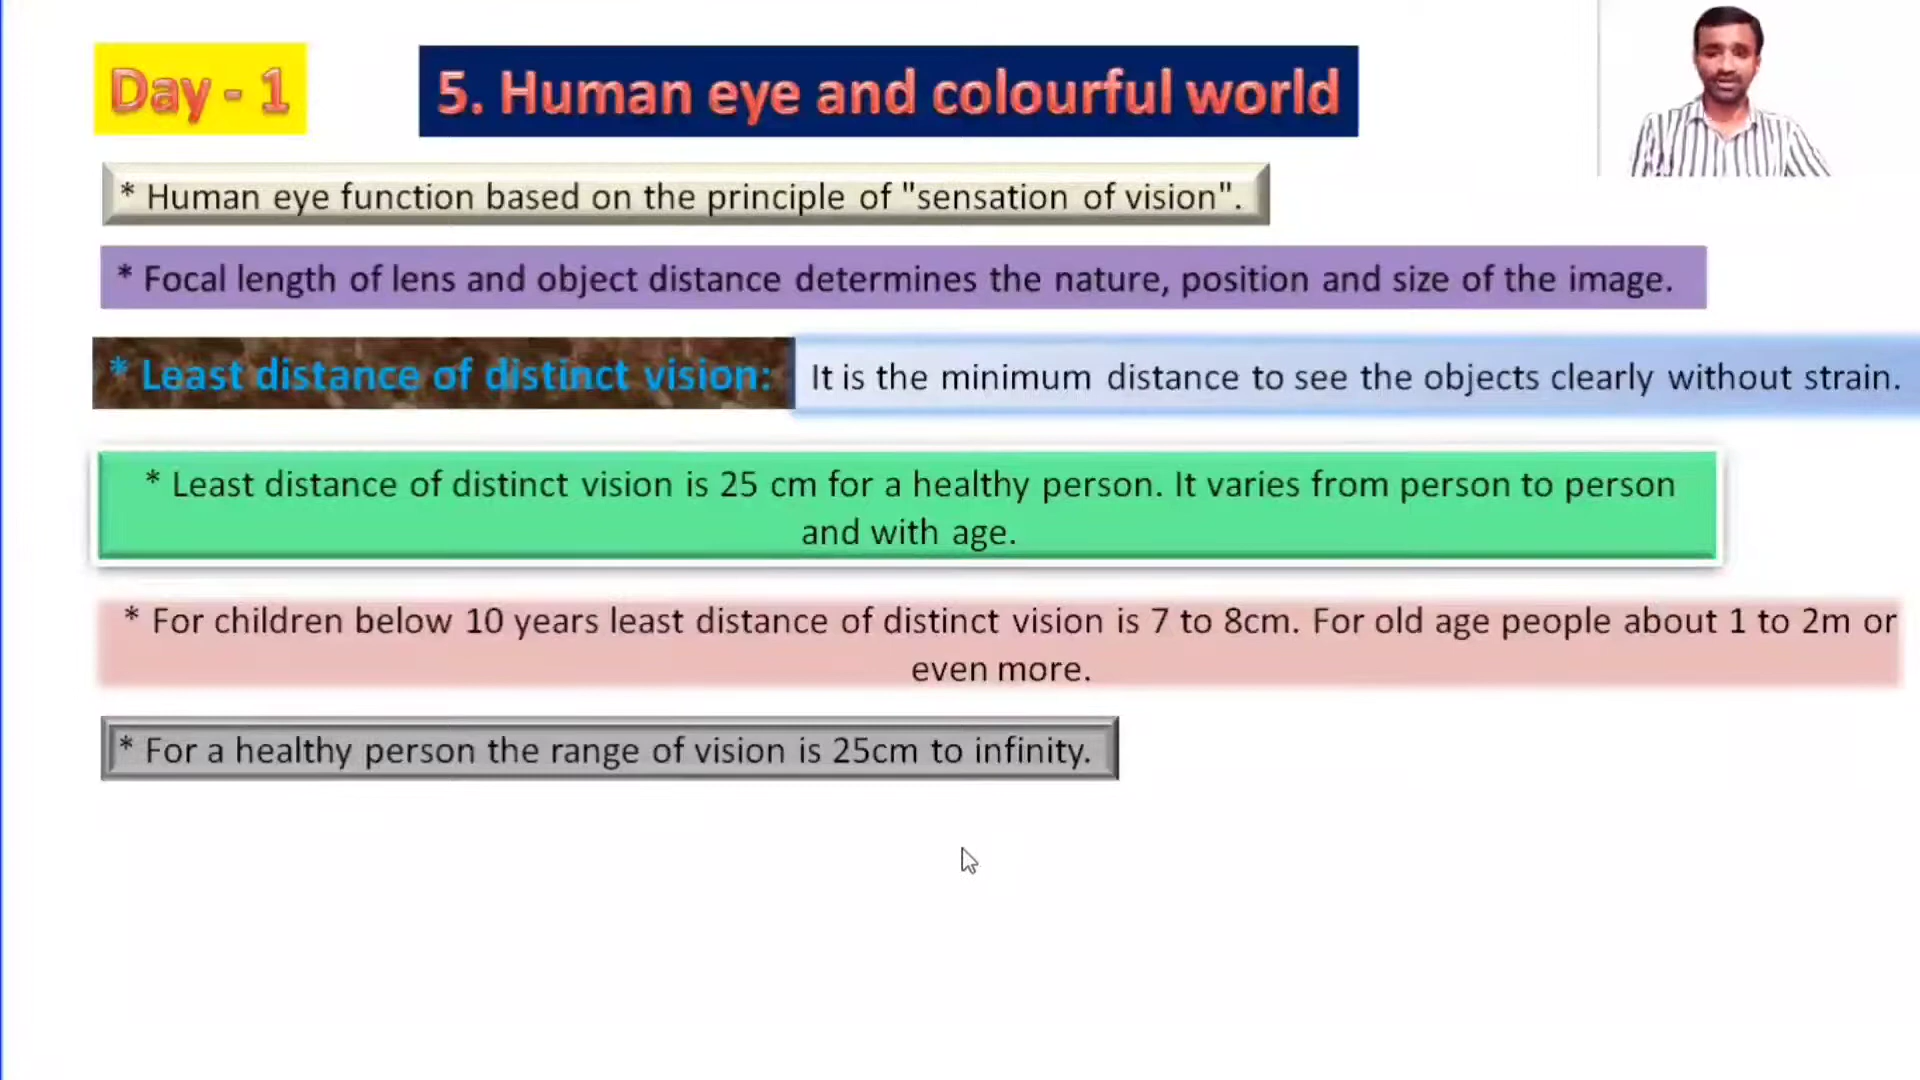 Day - 1
5. Human eye and colourful world
* Human eye function based on the principle of "sensation of vision".
* Focal length of lens and object distance determines the nature, position and size of the image.
* Least distance of distinct vision: It is the minimum distance to see the objects clearly without strain.
* Least distance of distinct vision is 25 cm for a healthy person. It varies from person to person
and with age.
* For children below 10 years least distance of distinct vision is 7 to 8cm. For old age people about 1 to 2m or
even more.
* For a healthy person the range of vision is 25cm to infinity.